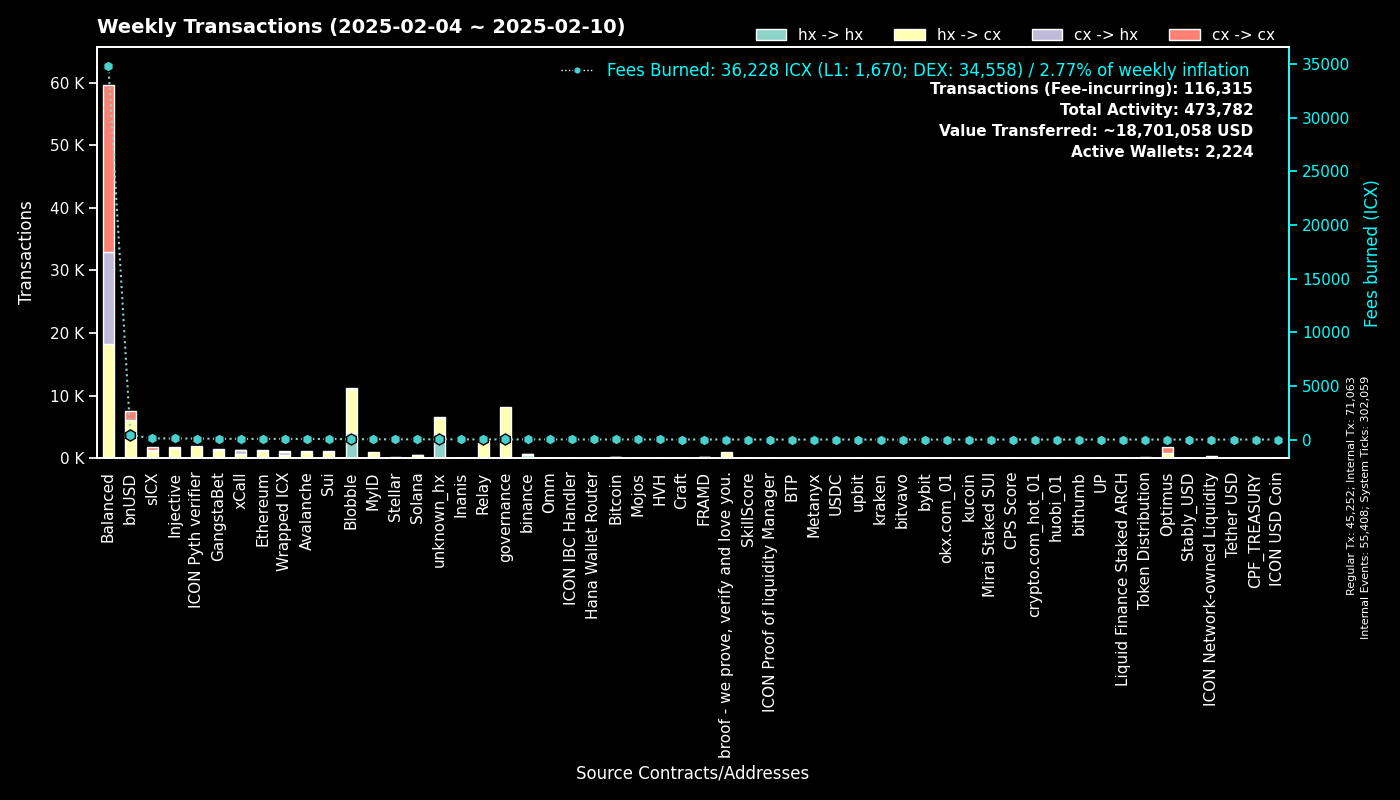 Weekly Transactions (2025-02-04 ~ 2025-02-10)
hx -> hx
hx -> cx
cx -> hx
cx -> cx
Fees Burned: 36,228 ICX (L1: 1,670; DEX: 34,558) / 2.77% of weekly inflation
Transactions (Fee-incurring): 116,315
Total Activity: 473,782
Value Transferred: ~18,701,058 USD
Active Wallets: 2,224
Transactions
60 K
50 K
40 K
30 K
20 K
10 K
0 K
35000
30000
25000
20000
15000
10000
5000
0
Fees burned (ICX)
Regular Tx: 45,252; Internal Tx: 71,063
Internal Events: 55,408; System Ticks: 302,059
Balanced
bnUSD
sICX
Injective
ICON Pyth verifier
GangstaBet
xCall
Ethereum
Wrapped ICX
Avalanche
Sui
Blobble
MyID
Stellar
Solana
unknown_hx
Inanis
Relay
governance
binance
Omm
ICON IBC Handler
Hana Wallet Router
Bitcoin
Mojos
HVH
Craft
FRAMD
broof - we prove, verify and love you.
SkillScore
ICON Proof of liquidity Manager
BTP
Metanyx
USDC
upbit
kraken
bitvavo
bybit
okx.com_01
kucoin
Mirai Staked SUI
CPS Score
crypto.com_hot_01
huobi_01
bithumb
UP
Liquid Finance Staked ARCH
Token Distribution
Optimus
Stably_USD
ICON Network-owned Liquidity
Tether USD
CPF_TREASURY
ICON USD Coin
Source Contracts/Addresses